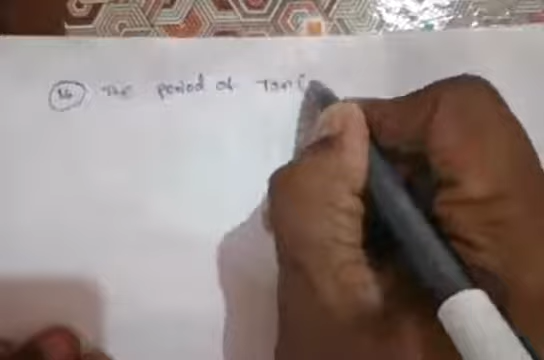 16 The period of Tan(